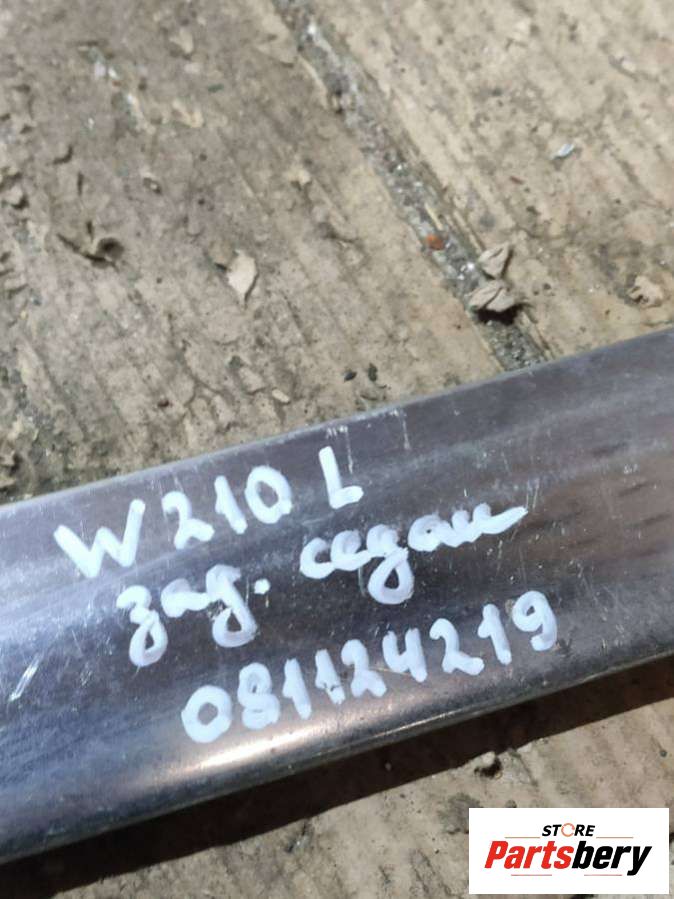 W210 L
зад. седан
081124219
STORE
Partsbery